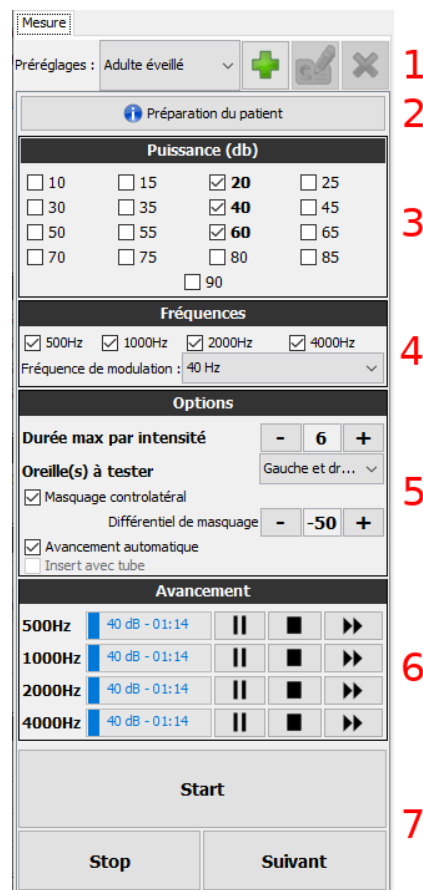 Mesure
Préréglages : Adulte éveillé 1
Préparation du patient 2
Puissance (db)
10 15 20 25
30 35 40 45
50 55 60 65 3
70 75 80 85
90
Fréquences
500Hz 1000Hz 2000Hz 4000Hz 4
Fréquence de modulation : 40 Hz
Options
Durée max par intensité - 6 +
Oreille(s) à tester Gauche et dr...
Masquage controlatéral 5
Différentiel de masquage - -50 +
Avancement automatique
Insert avec tube
Avancement
500Hz 40 dB - 01:14
1000Hz 40 dB - 01:14 6
2000Hz 40 dB - 01:14
4000Hz 40 dB - 01:14
Start
7
Stop Suivant